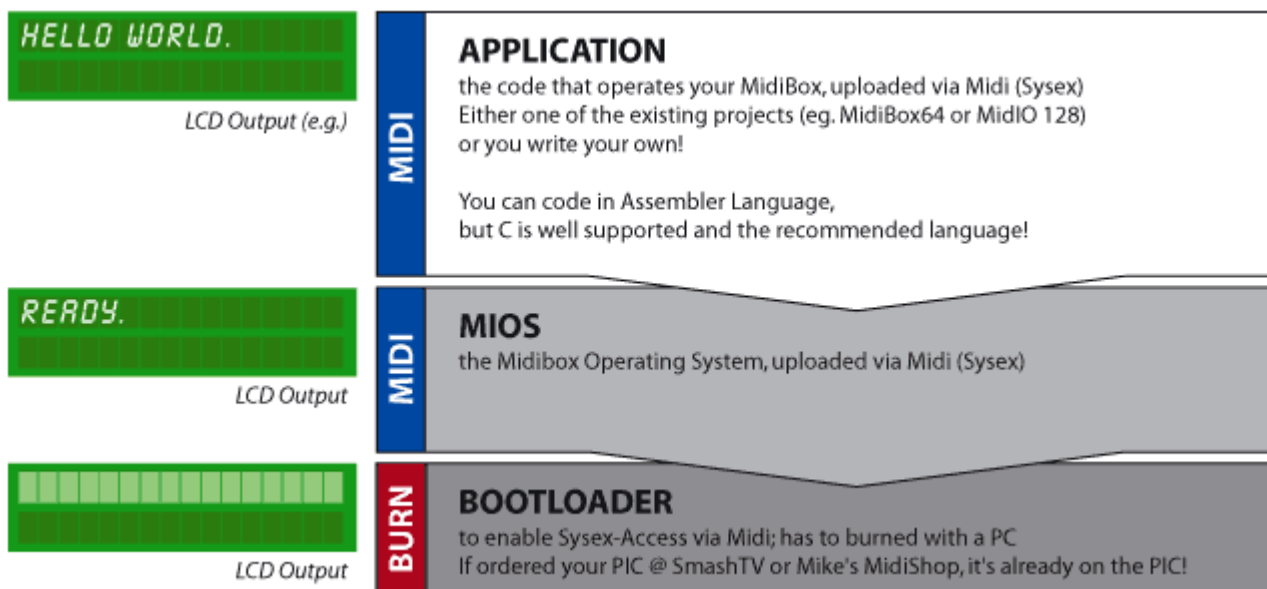 HELLO WORLD.
LCD Output (e.g.)
MIDI
APPLICATION
the code that operates your MidiBox, uploaded via Midi (Sysex)
Either one of the existing projects (eg. MidiBox64 or MidIO 128)
or you write your own!
You can code in Assembler Language,
but C is well supported and the recommended language!
READY.
LCD Output
MIDI
MIOS
the Midibox Operating System, uploaded via Midi (Sysex)
LCD Output
BURN
BOOTLOADER
to enable Sysex-Access via Midi; has to burned with a PC
If ordered your PIC @ SmashTV or Mike's MidiShop, it's already on the PIC!